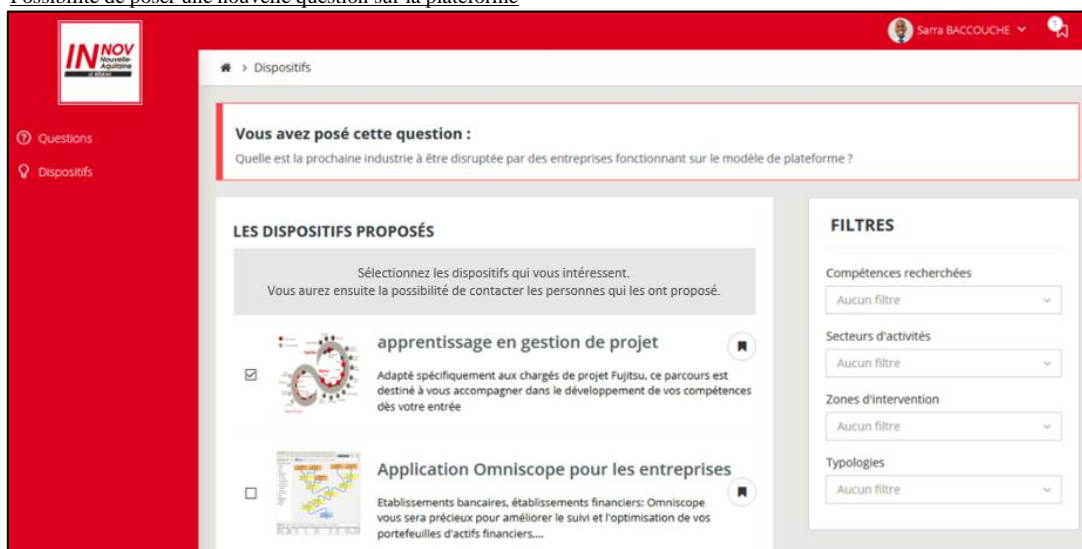 Possibilité de poser une nouvelle question sur la plateforme
Sarra BACCOUCHE
1
INNOV
Nouvelle-
Aquitaine
LE RÉSEAU
> Dispositifs
Questions
Dispositifs
Vous avez posé cette question :
Quelle est la prochaine industrie à être disruptée par des entreprises fonctionnant sur le modèle de plateforme ?
LES DISPOSITIFS PROPOSÉS
Sélectionnez les dispositifs qui vous intéressent.
Vous aurez ensuite la possibilité de contacter les personnes qui les ont proposé.
apprentissage en gestion de projet
Adapté spécifiquement aux chargés de projet Fujitsu, ce parcours est
destiné à vous accompagner dans le développement de vos compétences
dès votre entrée
Application Omniscope pour les entreprises
Etablissements bancaires, établissements financiers: Omniscope
vous sera précieux pour améliorer le suivi et l'optimisation de vos
portefeuilles d'actifs financiers,...
FILTRES
Compétences recherchées
Aucun filtre
Secteurs d'activités
Aucun filtre
Zones d'intervention
Aucun filtre
Typologies
Aucun filtre